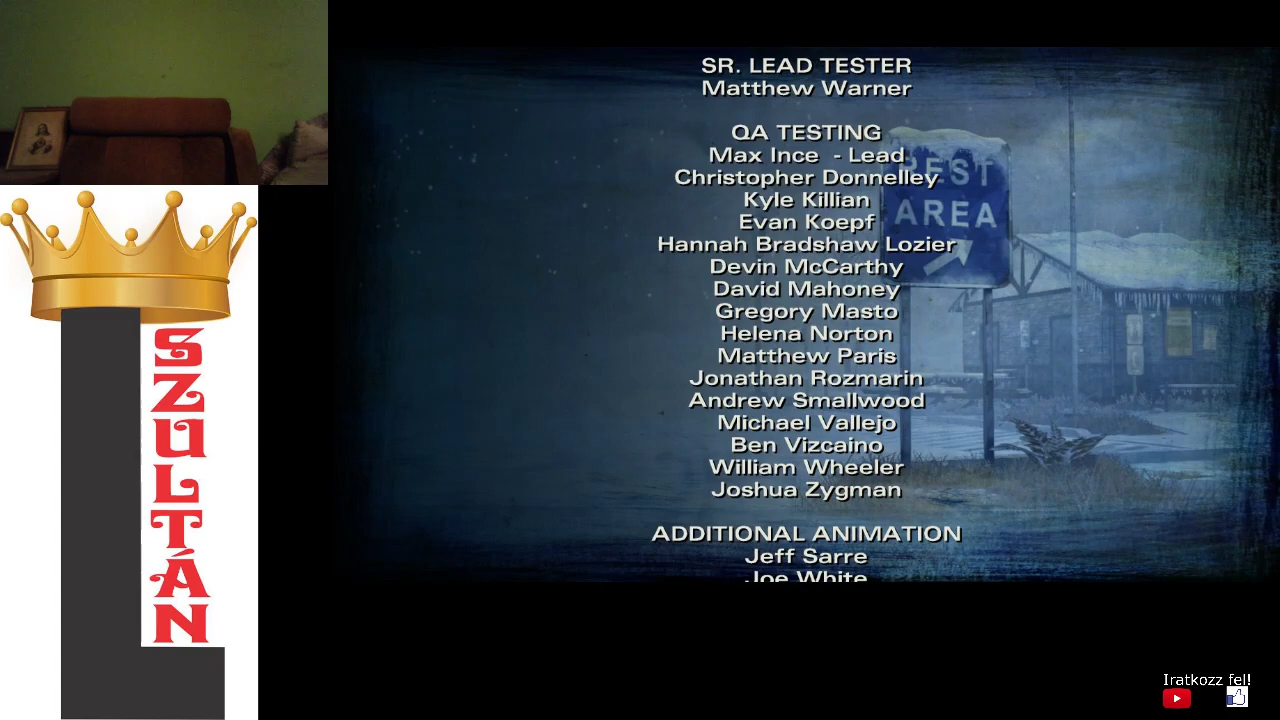 SR. LEAD TESTER
Matthew Warner
QA TESTING
Max Ince - Lead
Christopher Donnelley
Kyle Killian
Evan Koepf
Hannah Bradshaw Lozier
Devin McCarthy
David Mahoney
Gregory Masto
Helena Norton
Matthew Paris
Jonathan Rozmarin
Andrew Smallwood
Michael Vallejo
Ben Vizcaino
William Wheeler
Joshua Zygman
ADDITIONAL ANIMATION
Jeff Sarre
Joe White
REST
AREA
L
SZULTÁN
Iratkozz fel!